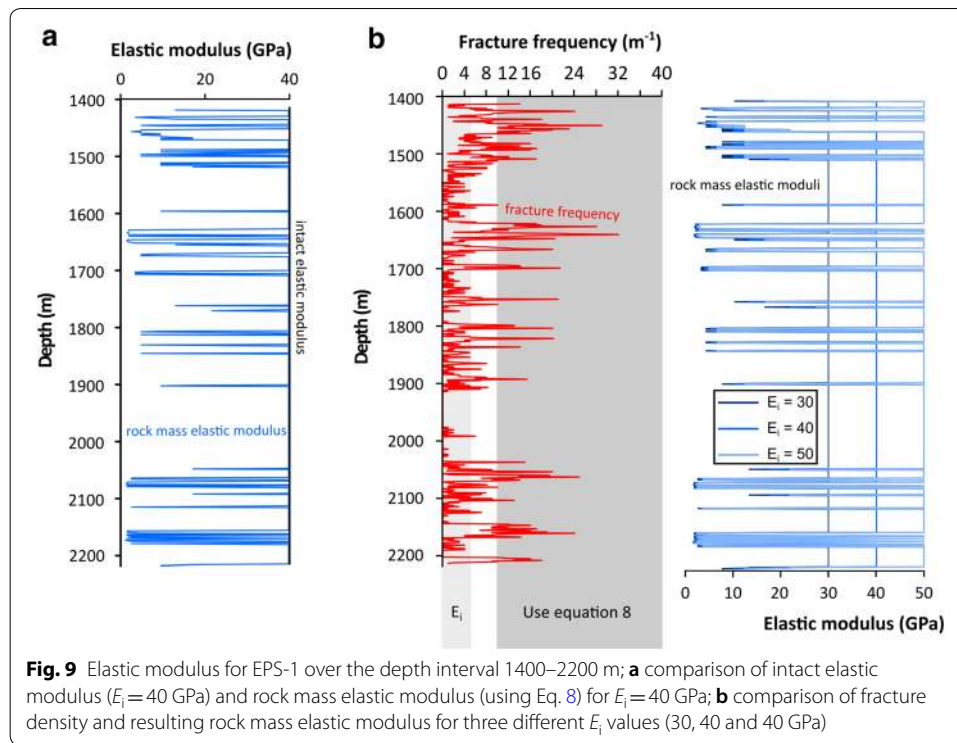 a
Elastic modulus (GPa)
0 20 40
1400
1500
1600
1700
1800
1900
2000
2100
2200
Depth (m)
intact elastic modulus
rock mass elastic modulus
b
Fracture frequency (m-1)
0 4 8 12 16 24 32 40
1400
1500
1600
1700
1800
1900
2000
2100
2200
Depth (m)
fracture frequency
Ei
Use equation 8
rock mass elastic moduli
Ei = 30
Ei = 40
Ei = 50
0 10 20 30 40 50
Elastic modulus (GPa)
Fig. 9 Elastic modulus for EPS-1 over the depth interval 1400–2200 m; a comparison of intact elastic
modulus (Ei = 40 GPa) and rock mass elastic modulus (using Eq. 8) for Ei = 40 GPa; b comparison of fracture
density and resulting rock mass elastic modulus for three different Ei values (30, 40 and 40 GPa)